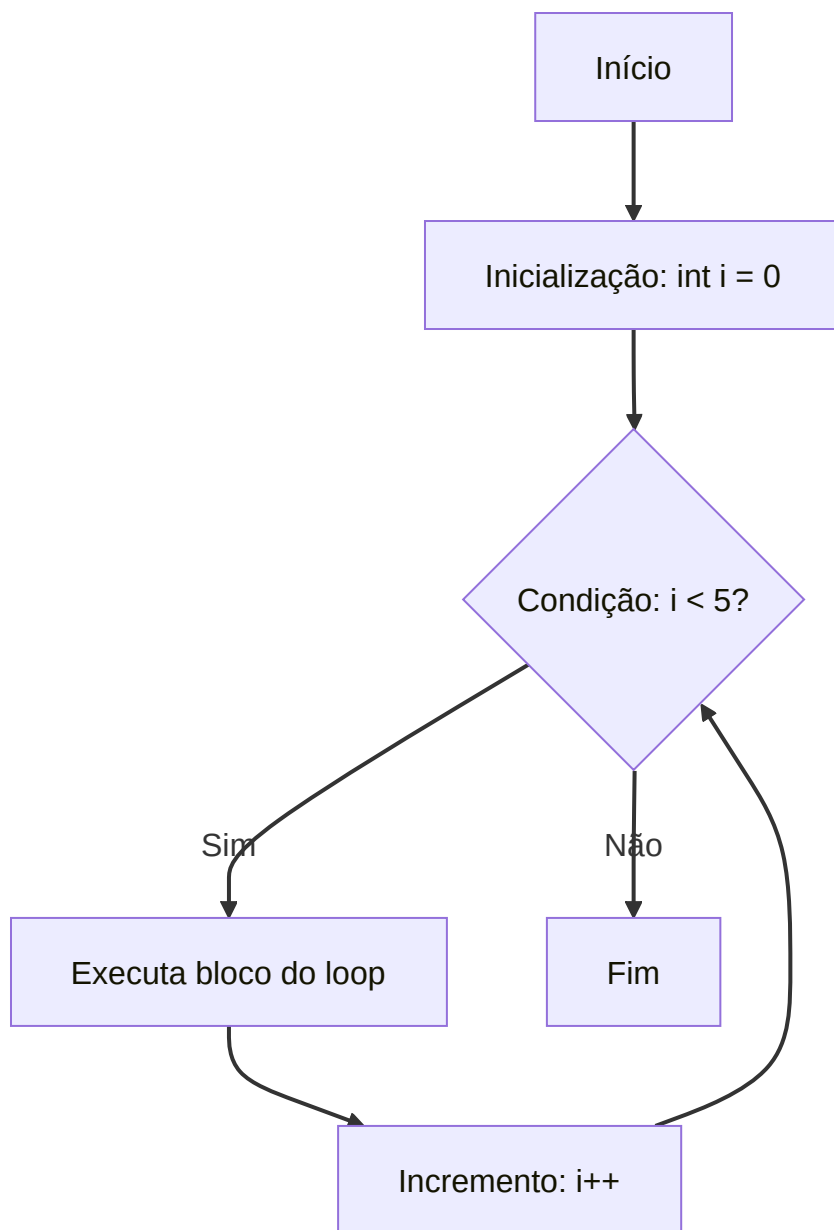 Início
Inicialização: int i = 0
Condição: i < 5?
Sim
Não
Executa bloco do loop
Fim
Incremento: i++